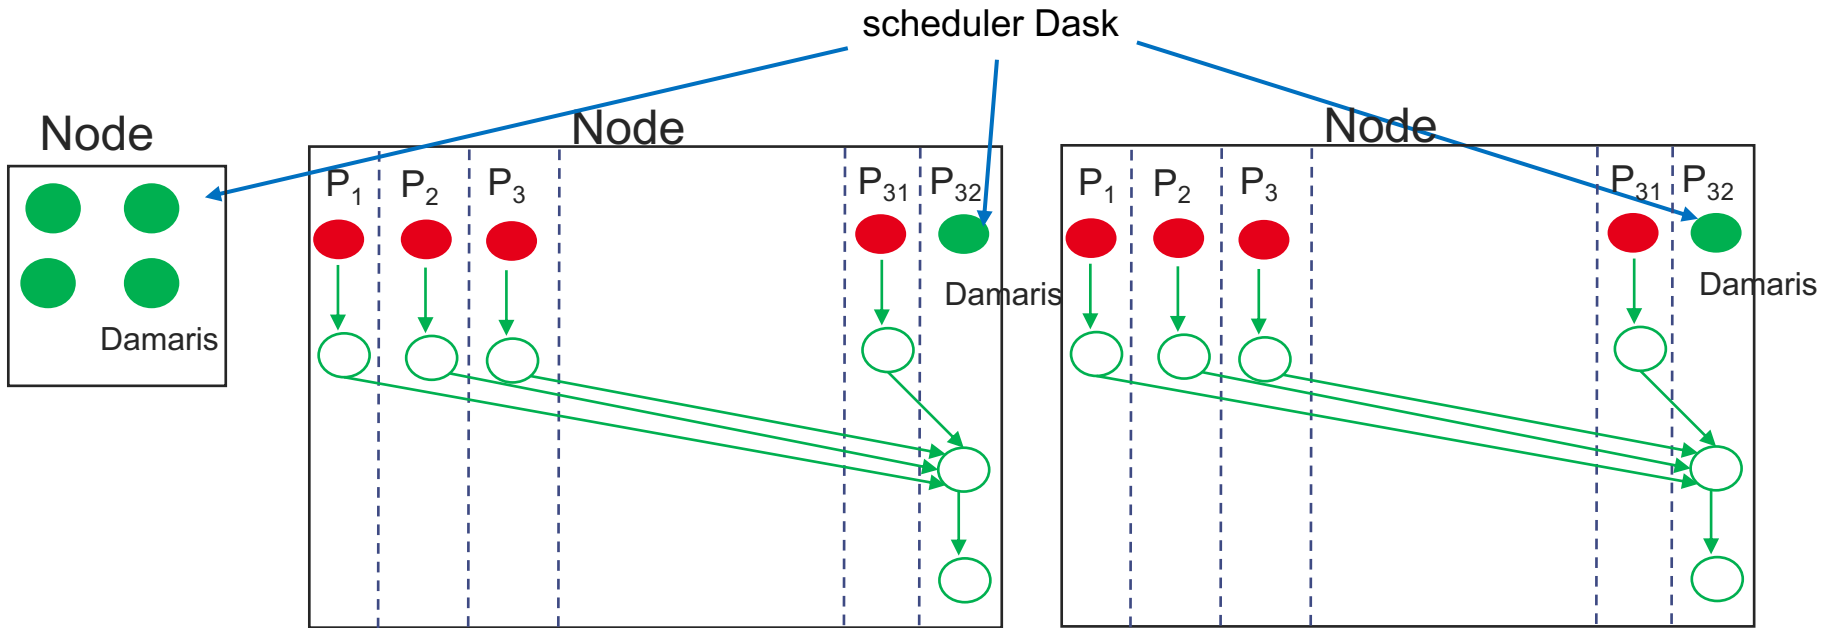 scheduler Dask
Node
Damaris
Node
P1 P2 P3 P31 P32
Damaris
Node
P1 P2 P3 P31 P32
Damaris